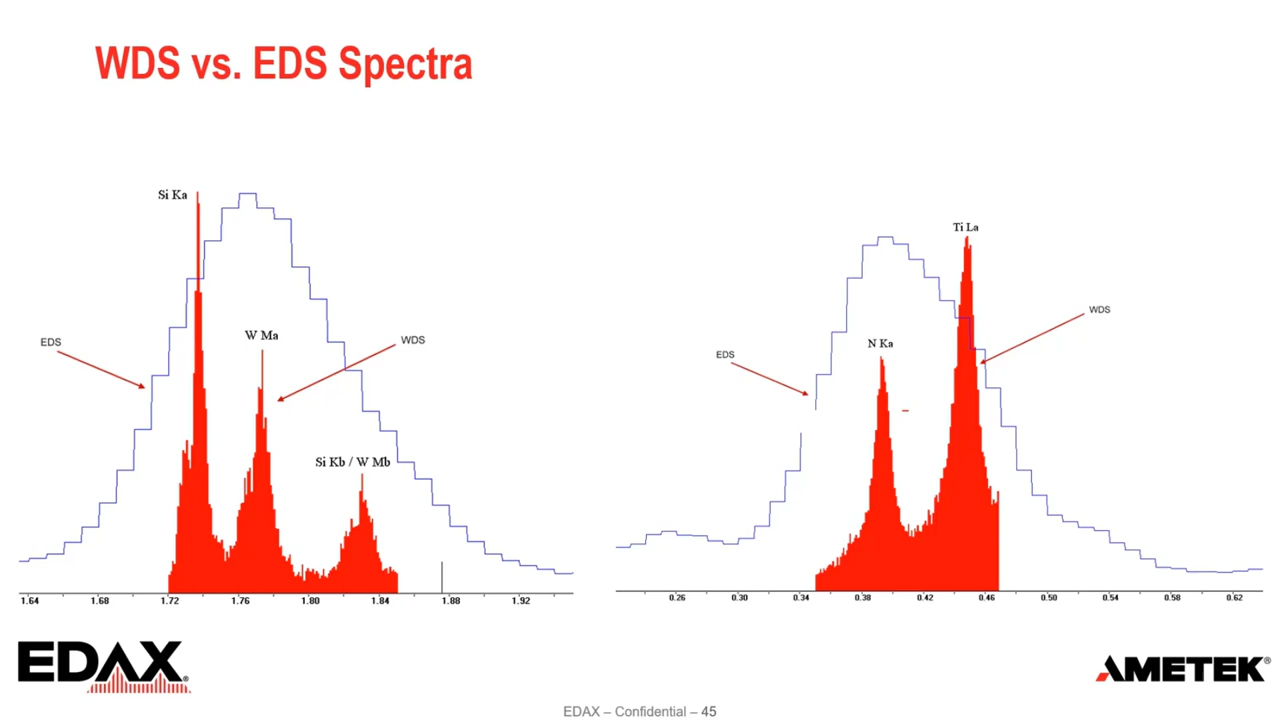 WDS vs. EDS Spectra
Si Ka
W Ma
EDS
WDS
Si Kb / W Mb
1.64 1.68 1.72 1.76 1.80 1.84 1.88 1.92
Ti La
WDS
N Ka
EDS
0.26 0.30 0.34 0.38 0.42 0.46 0.50 0.54 0.58 0.62
EDAX®
AMETEK®
EDAX – Confidential – 45